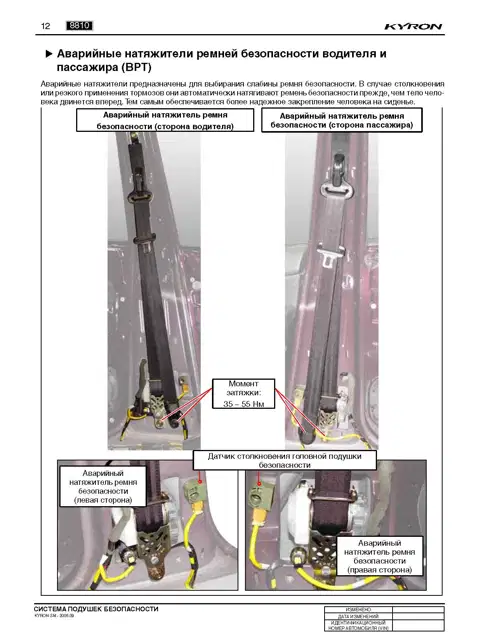 12 8810 KYRON
Аварийные натяжители ремней безопасности водителя и
пассажира (BPT)
Аварийные натяжители предназначены для выбирания слабины ремня безопасности. В случае столкновения
или резкого применения тормозов они автоматически натягивают ремень безопасности прежде, чем тело чело-
века двинется вперед. Тем самым обеспечивается более надежное закрепление человека на сиденье.
Аварийный натяжитель ремня
безопасности (сторона водителя)
Аварийный натяжитель ремня
безопасности (сторона пассажира)
Момент
затяжки:
35 – 55 Нм
Датчик столкновения головной подушки
безопасности
Аварийный
натяжитель ремня
безопасности
(левая сторона)
Аварийный
натяжитель ремня
безопасности
(правая сторона)
СИСТЕМА ПОДУШЕК БЕЗОПАСНОСТИ
ИЗМЕНЕНО
ДАТА ИЗМЕНЕНИЙ
ИДЕНТИФИКАЦИОННЫЙ
НОМЕР АВТОМОБИЛЯ (VIN)